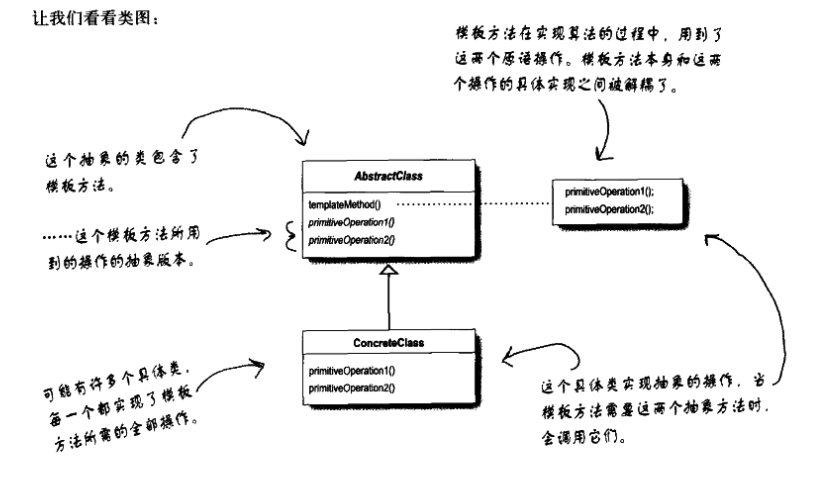 让我们看看类图：
模板方法在实现算法的过程中，用到了
这两个原语操作。模板方法本身和这两
个操作的具体实现之间被解耦了。
这个抽象的类包含了
模板方法。
AbstractClass
templateMethod()
primitiveOperation1()
primitiveOperation2()
primitiveOperation1();
primitiveOperation2();
……这个模板方法所用
到的操作的抽象版本。
ConcreteClass
primitiveOperation1()
primitiveOperation2()
可能有许多个具体类，
每一个都实现了模板
方法所需的全部操作。
这个具体类实现抽象的操作，当
模板方法需要这两个抽象方法时，
会调用它们。